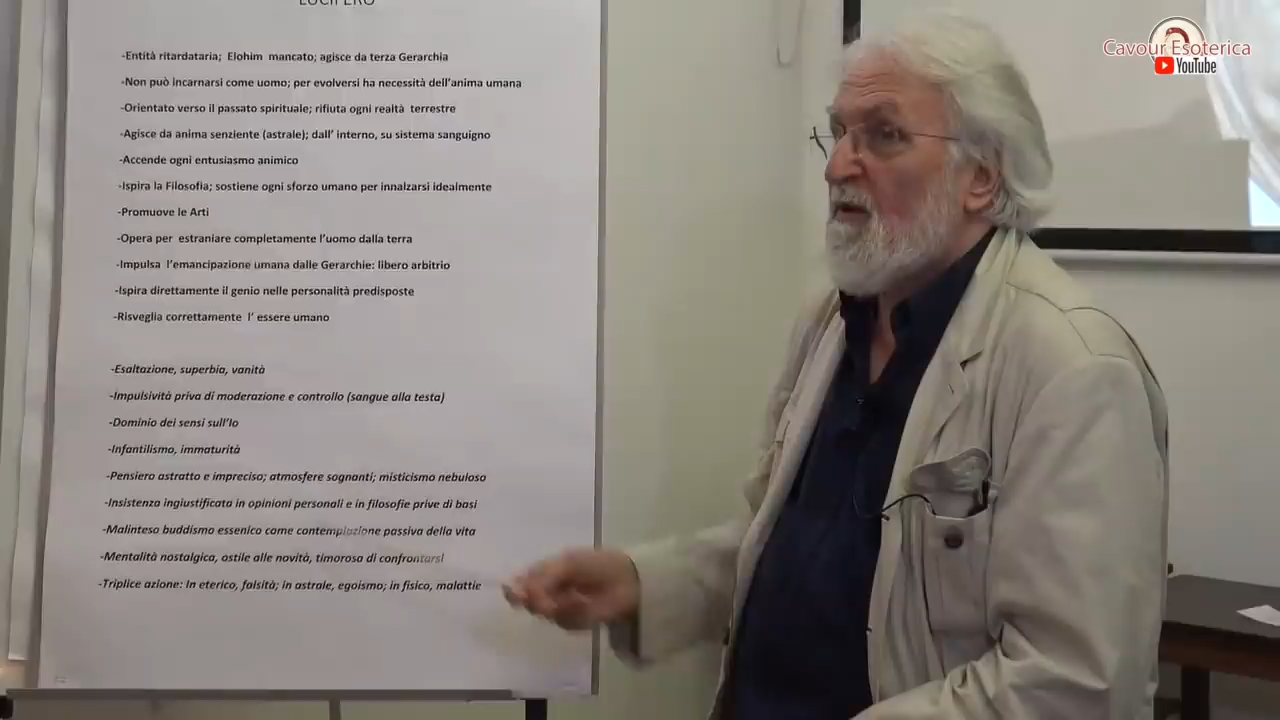 LUCIFERO
-Entità ritardataria; Elohim mancato; agisce da terza Gerarchia
-Non può incarnarsi come uomo; per evolversi ha necessità dell'anima umana
-Orientato verso il passato spirituale; rifiuta ogni realtà terrestre
-Agisce da anima senziente (astrale); dall' interno, su sistema sanguigno
-Accende ogni entusiasmo animico
-Ispira la Filosofia; sostiene ogni sforzo umano per innalzarsi idealmente
-Promuove le Arti
-Opera per estraniare completamente l'uomo dalla terra
-Impulsa l'emancipazione umana dalle Gerarchie: libero arbitrio
-Ispira direttamente il genio nelle personalità predisposte
-Risveglia correttamente l' essere umano
-Esaltazione, superbia, vanità
-Impulsività priva di moderazione e controllo (sangue alla testa)
-Dominio dei sensi sull'Io
-Infantilismo, immaturità
-Pensiero astratto e impreciso; atmosfere sognanti; misticismo nebuloso
-Insistenza ingiustificata in opinioni personali e in filosofie prive di basi
-Malinteso buddismo essenico come contemplazione passiva della vita
-Mentalità nostalgica, ostile alle novità, timorosa di confrontarsi
-Triplice azione: In eterico, falsità; in astrale, egoismo; in fisico, malattie
Cavour Esoterica
YouTube